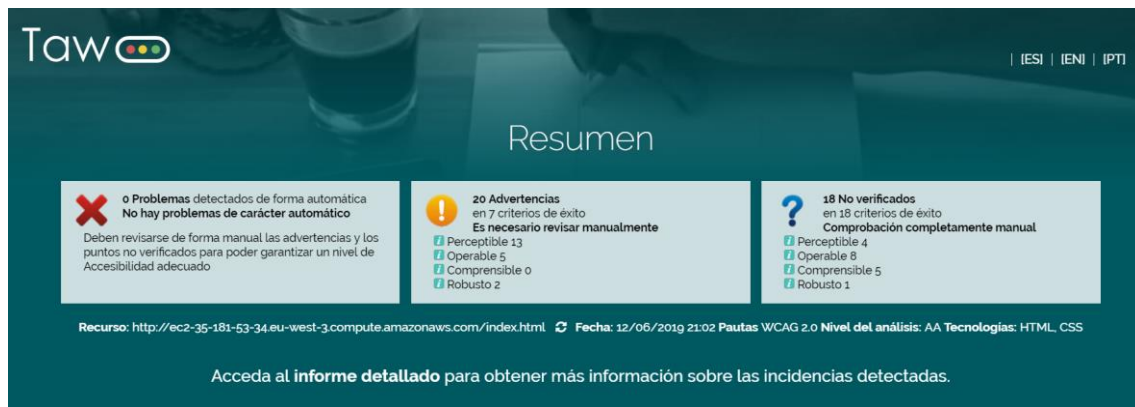 Taw
| [ES] | [EN] | [PT]
Resumen
0 Problemas detectados de forma automática
No hay problemas de carácter automático
Deben revisarse de forma manual las advertencias y los
puntos no verificados para poder garantizar un nivel de
Accesibilidad adecuado
20 Advertencias
en 7 criterios de éxito
Es necesario revisar manualmente
i Perceptible 13
i Operable 5
i Comprensible 0
i Robusto 2
18 No verificados
en 18 criterios de éxito
Comprobación completamente manual
i Perceptible 4
i Operable 8
i Comprensible 5
i Robusto 1
Recurso: http://ec2-35-181-53-34.eu-west-3.compute.amazonaws.com/index.html Fecha: 12/06/2019 21:02 Pautas WCAG 2.0 Nivel del análisis: AA Tecnologías: HTML, CSS
Acceda al informe detallado para obtener más información sobre las incidencias detectadas.